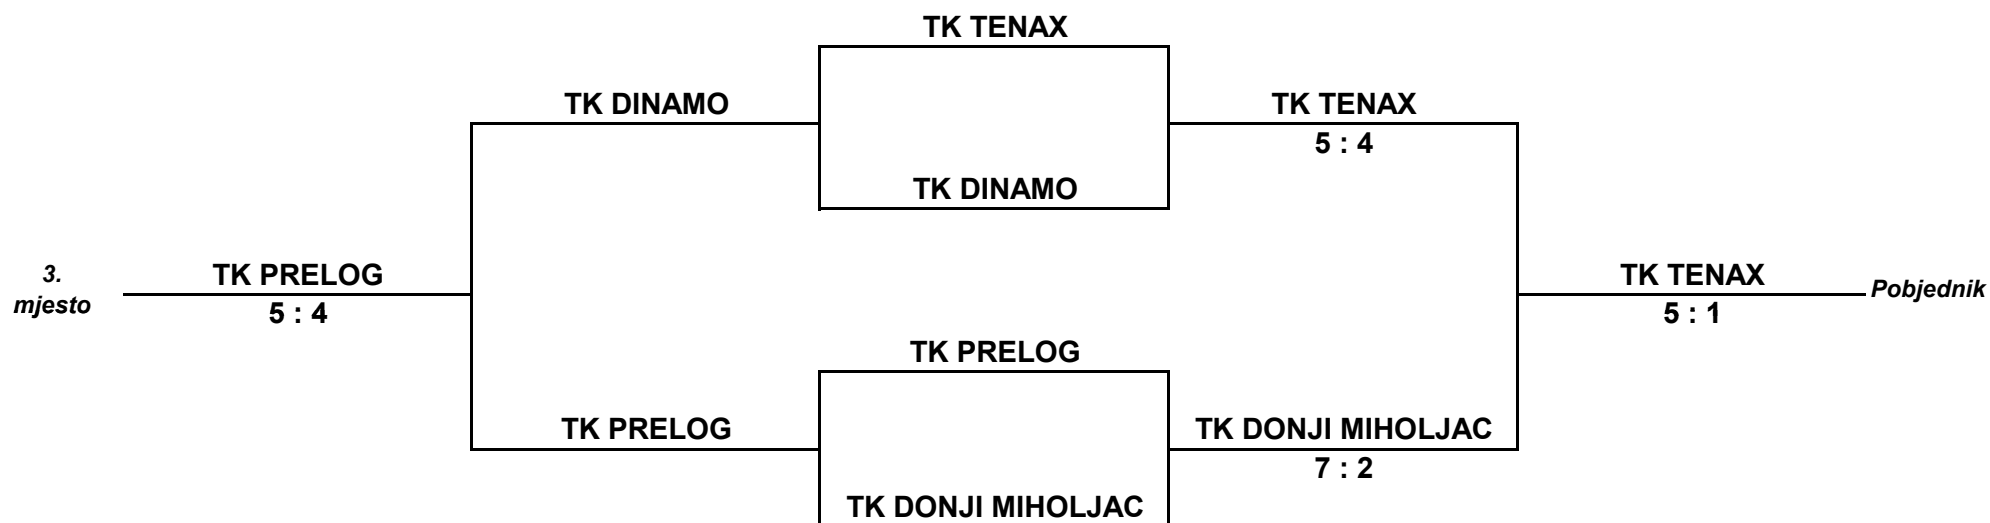 TK TENAX
TK DINAMO
TK TENAX
5 : 4
TK DINAMO
3.
mjesto
TK PRELOG
5 : 4
TK TENAX
5 : 1
Pobjednik
TK PRELOG
TK PRELOG
TK DONJI MIHOLJAC
7 : 2
TK DONJI MIHOLJAC